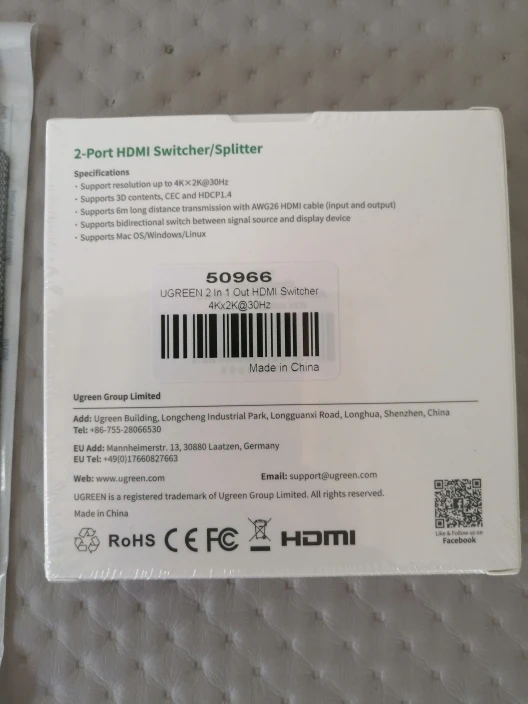 2-Port HDMI Switcher/Splitter
Specifications
· Support resolution up to 4K×2K@30Hz
· Supports 3D contents, CEC and HDCP1.4
· Supports 6m long distance transmission with AWG26 HDMI cable (input and output)
· Supports bidirectional switch between signal source and display device
· Supports Mac OS/Windows/Linux
50966
UGREEN 2 In 1 Out HDMI Switcher
4Kx2K@30Hz
Made in China
Ugreen Group Limited
Add: Ugreen Building, Longcheng Industrial Park, Longguanxi Road, Longhua, Shenzhen, China
Tel: +86-755-28066530
EU Add: Mannheimerstr. 13, 30880 Laatzen, Germany
EU Tel: +49(0)17660827663
Web: www.ugreen.com Email: support@ugreen.com
UGREEN is a registered trademark of Ugreen Group Limited. All rights reserved.
Made in China
RoHS CE FC HDMI
Like & Follow us on
Facebook